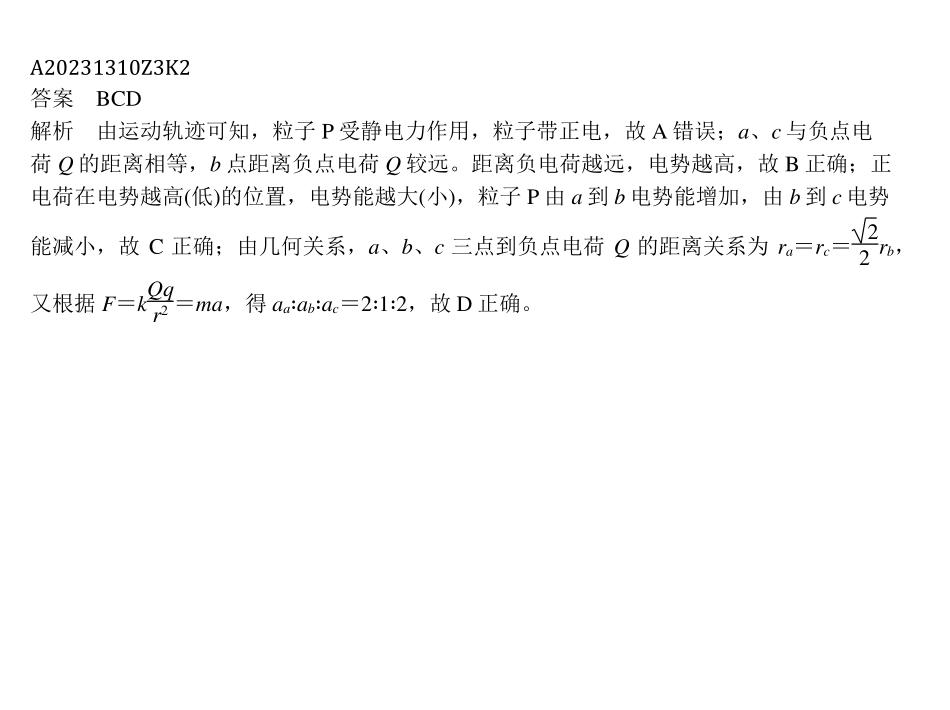 A20231310Z3K2
答案 BCD
解析 由运动轨迹可知，粒子 P 受静电力作用，粒子带正电，故 A 错误；a、c 与负点电
荷 Q 的距离相等，b 点距离负点电荷 Q 较远。距离负电荷越远，电势越高，故 B 正确；正
电荷在电势越高(低)的位置，电势能越大(小)，粒子 P 由 a 到 b 电势能增加，由 b 到 c 电势
能减小，故 C 正确；由几何关系，a、b、c 三点到负点电荷 Q 的距离关系为 rₐ＝r_c＝√2/2 r_b，
又根据 F＝kQq/r²＝ma，得 aₐ∶a_b∶a_c＝2∶1∶2，故 D 正确。